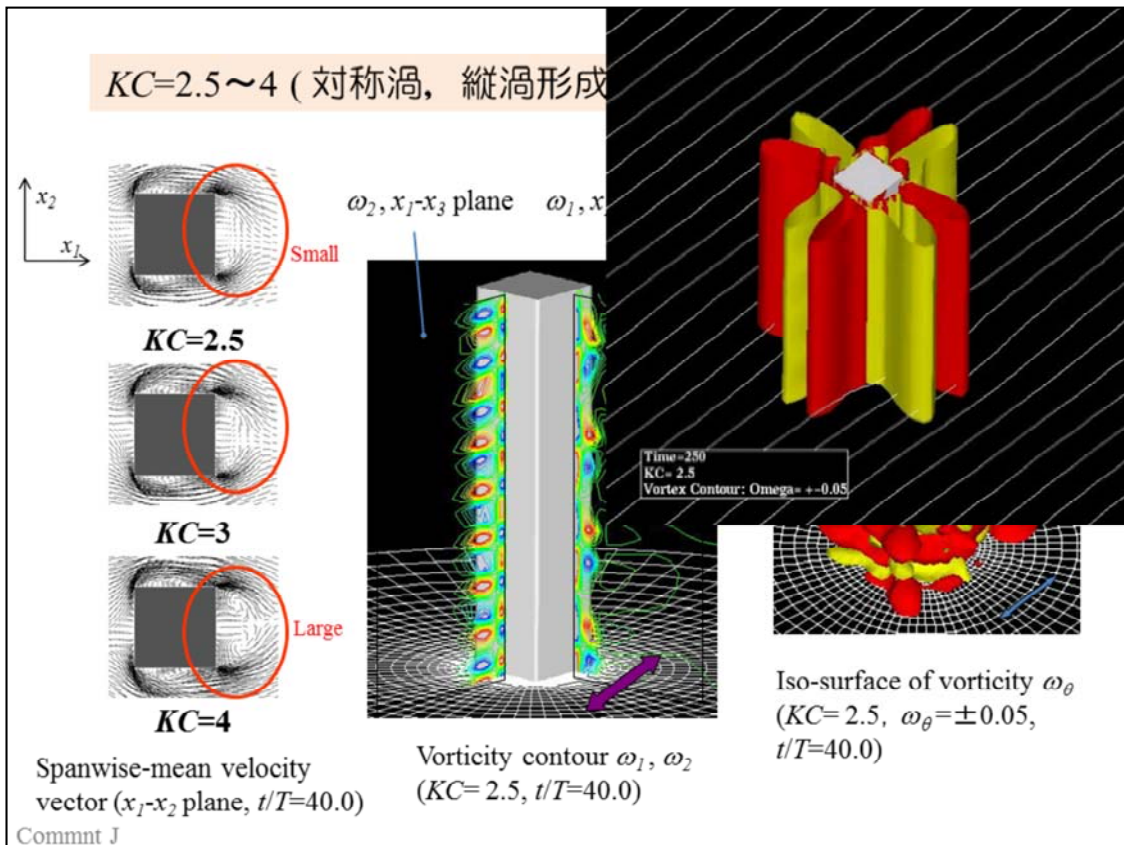 KC=2.5～4 ( 対称渦, 縦渦形成
x2
x1
Small
KC=2.5
KC=3
Large
KC=4
Spanwise-mean velocity
vector (x1-x2 plane, t/T=40.0)
ω2, x1-x3 plane ω1, x
Vorticity contour ω1, ω2
(KC= 2.5, t/T=40.0)
Time=250
KC= 2.5
Vortex Contour: Omega= +-0.05
Iso-surface of vorticity ωθ
(KC= 2.5, ωθ=±0.05,
t/T=40.0)
Commnt J